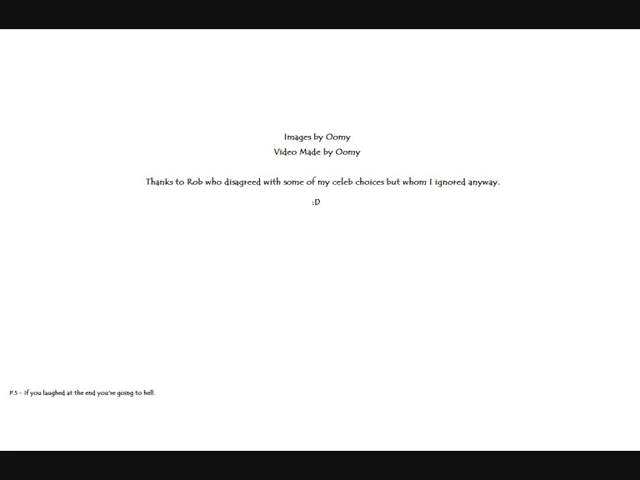 Images by Oomy
Video Made by Oomy
Thanks to Rob who disagreed with some of my celeb choices but whom I ignored anyway.
:D
P.S - If you laughed at the end you're going to hell.